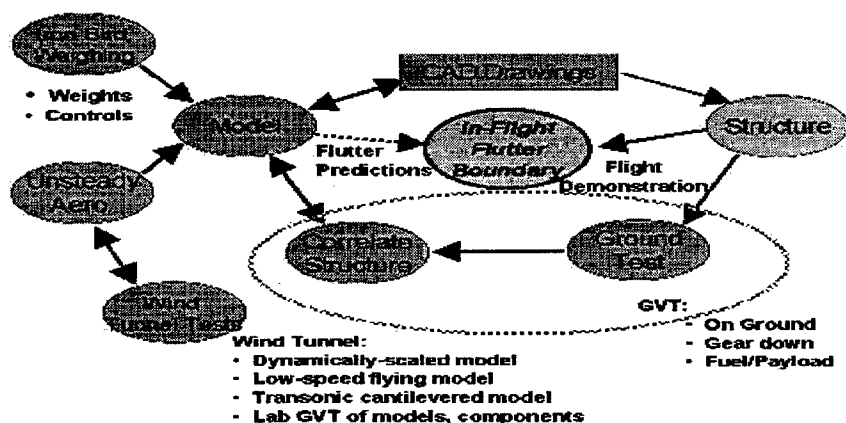 Iron Bird,
Weighing
• Weights
• Controls
CAD Drawings
Model
In-Flight
Flutter
Boundary
Structure
Flutter
Predictions
Flight
Demonstration
Unsteady
Aero
Correlate
Structure
Ground
Test
Wind
Tunnel Tests
GVT:
- On Ground
- Gear down
- Fuel/Payload
Wind Tunnel:
- Dynamically-scaled model
- Low-speed flying model
- Transonic cantilevered model
- Lab GVT of models, components